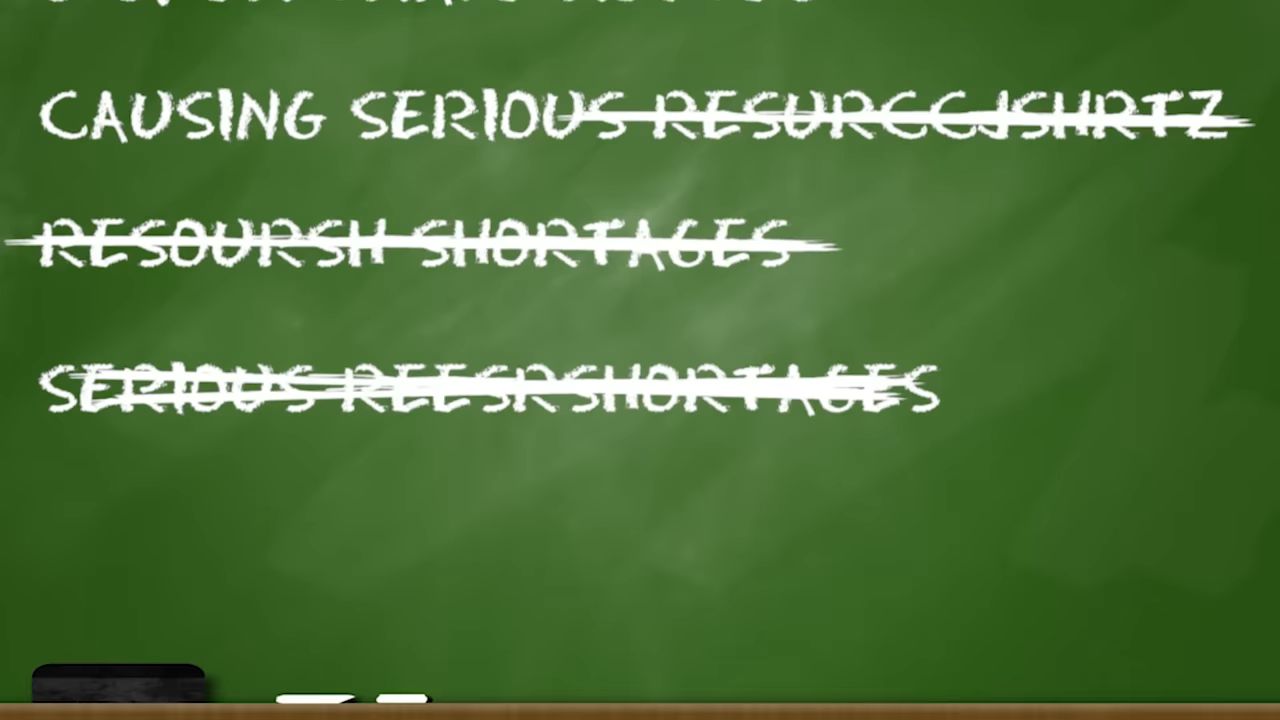 CAUSING SERIOUS RESURCCJSHRTZ
RESOURSH SHORTAGES
SERIOUS REESRSHORTAGES